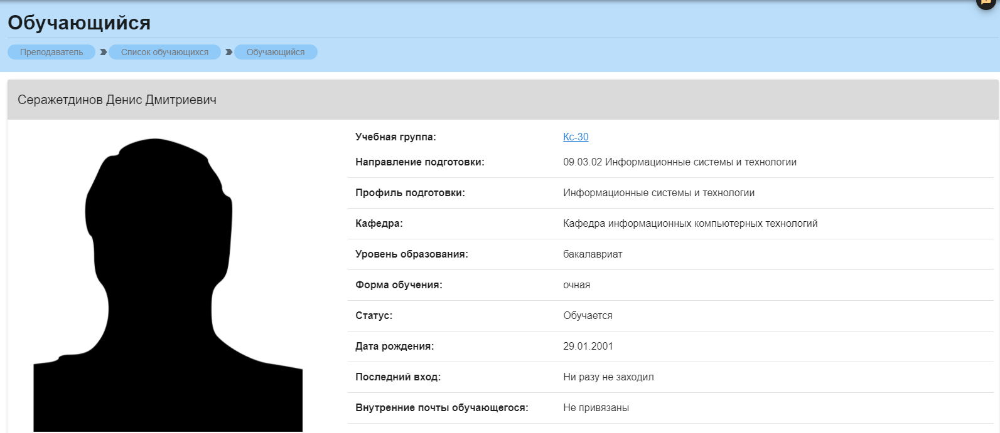 Обучающийся
Преподаватель Список обучающихся Обучающийся
Серажетдинов Денис Дмитриевич
Учебная группа: Кс-30
Направление подготовки: 09.03.02 Информационные системы и технологии
Профиль подготовки: Информационные системы и технологии
Кафедра: Кафедра информационных компьютерных технологий
Уровень образования: бакалавриат
Форма обучения: очная
Статус: Обучается
Дата рождения: 29.01.2001
Последний вход: Ни разу не заходил
Внутренние почты обучающегося: Не привязаны